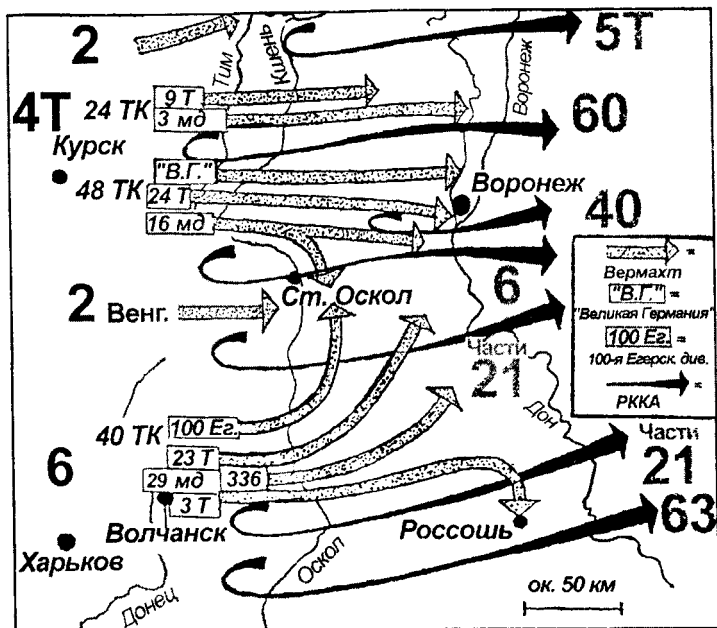 2
Тим
Кшень
5Т
Воронеж
4Т
24 ТК
9 Т
3 мд
60
Курск
"В.Г."
48 ТК
24 Т
Воронеж
16 мд
40
Ст. Оскол
6
2 Венг.
Вермахт
"В.Г." =
"Великая Германия"
100 Ег. =
100-я Егерск. див.
РККА =
Части
21
Дон
40 ТК
100 Ег.
23 Т
6
29 мд
336
3 Т
Части
21
63
Волчанск
Россошь
Харьков
Оскол
Донец
ок. 50 км